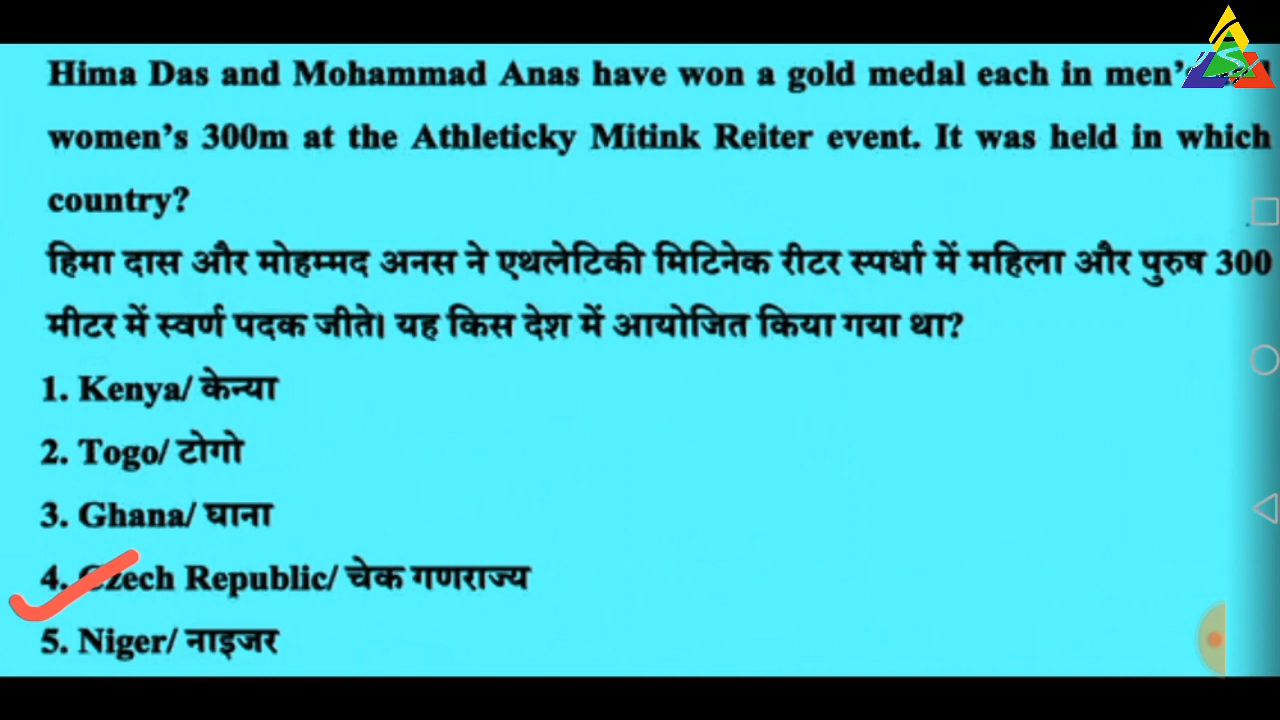 Hima Das and Mohammad Anas have won a gold medal each in men's
women's 300m at the Athleticky Mitink Reiter event. It was held in which
country?
हिमा दास और मोहम्मद अनस ने एथलेटिकी मिटिनेक रीटर स्पर्धा में महिला और पुरुष 300
मीटर में स्वर्ण पदक जीते। यह किस देश में आयोजित किया गया था?
1. Kenya/ केन्या
2. Togo/ टोगो
3. Ghana/ घाना
4. Czech Republic/ चेक गणराज्य
5. Niger/ नाइजर